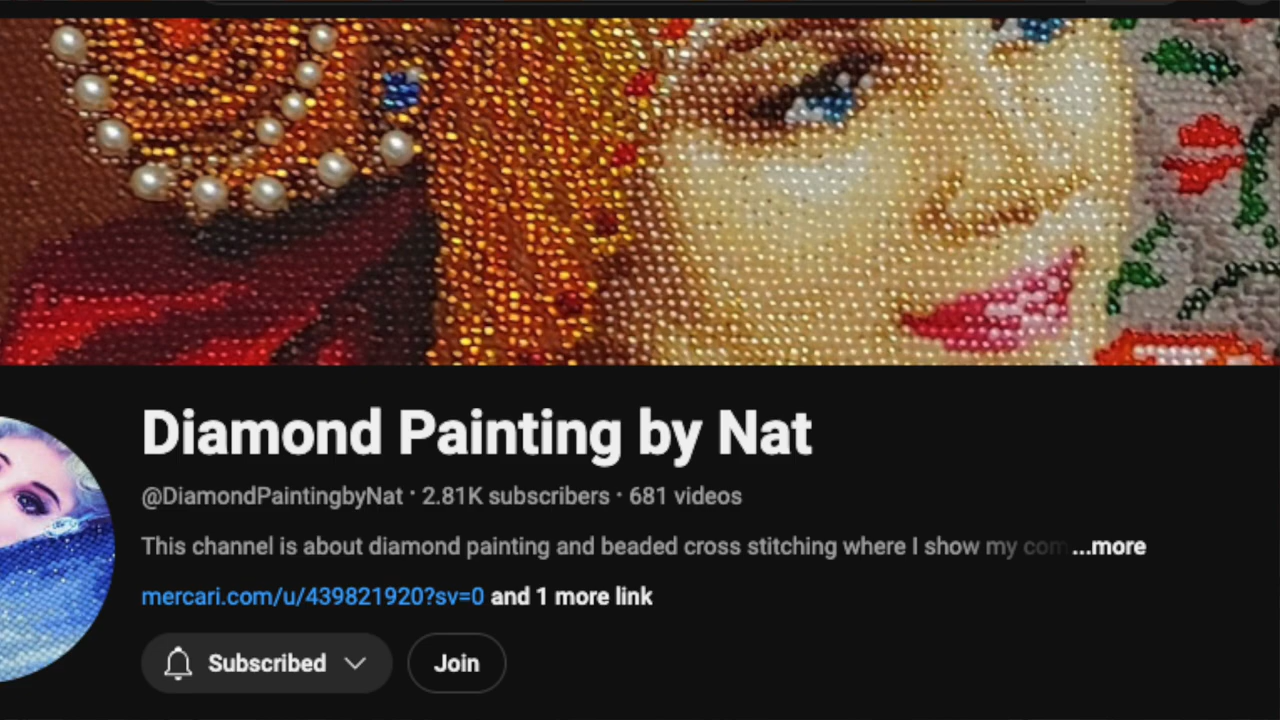 Diamond Painting by Nat
@DiamondPaintingbyNat · 2.81K subscribers · 681 videos
This channel is about diamond painting and beaded cross stitching where I show my com ...more
mercari.com/u/439821920?sv=0 and 1 more link
Subscribed
Join